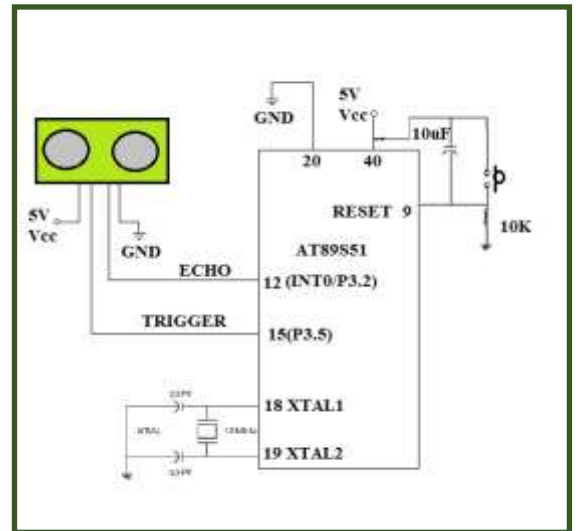 5V
Vcc
GND
10uF
20
40
RESET 9
10K
AT89S51
5V
Vcc
GND
ECHO
12 (INT0/P3.2)
TRIGGER
15(P3.5)
18 XTAL1
XTAL
19 XTAL2